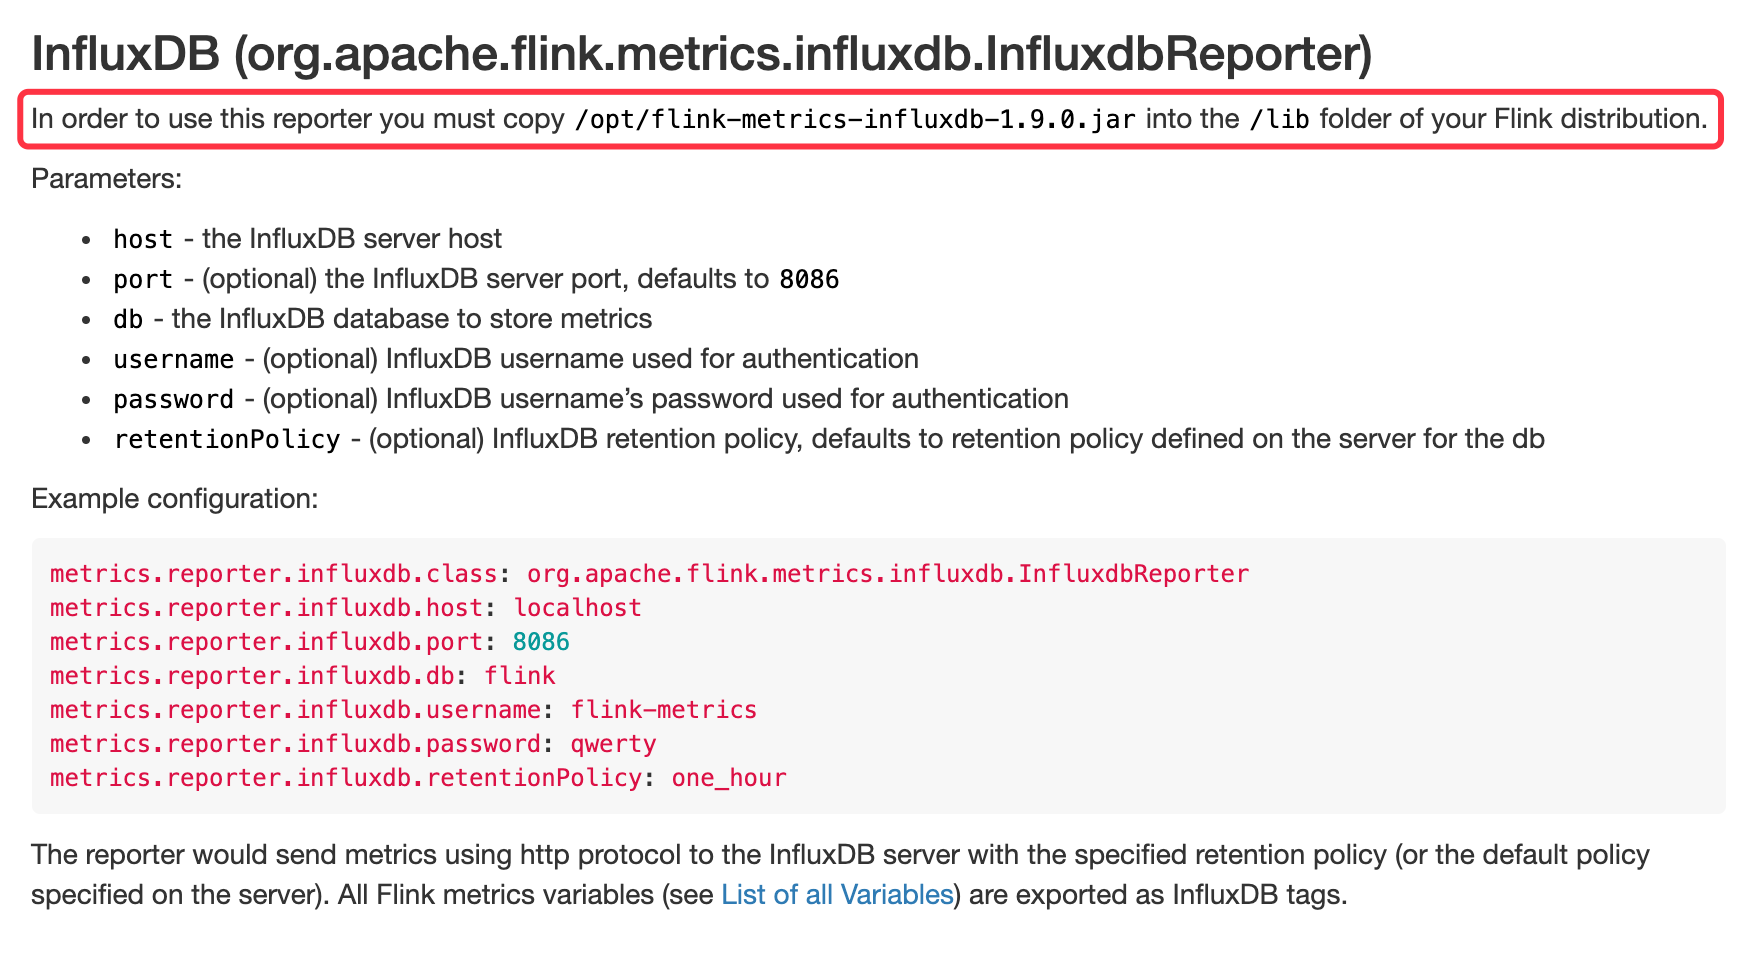 InfluxDB (org.apache.flink.metrics.influxdb.InfluxdbReporter)
In order to use this reporter you must copy /opt/flink-metrics-influxdb-1.9.0.jar into the /lib folder of your Flink distribution.
Parameters:
• host - the InfluxDB server host
• port - (optional) the InfluxDB server port, defaults to 8086
• db - the InfluxDB database to store metrics
• username - (optional) InfluxDB username used for authentication
• password - (optional) InfluxDB username’s password used for authentication
• retentionPolicy - (optional) InfluxDB retention policy, defaults to retention policy defined on the server for the db
Example configuration:
metrics.reporter.influxdb.class: org.apache.flink.metrics.influxdb.InfluxdbReporter
metrics.reporter.influxdb.host: localhost
metrics.reporter.influxdb.port: 8086
metrics.reporter.influxdb.db: flink
metrics.reporter.influxdb.username: flink-metrics
metrics.reporter.influxdb.password: qwerty
metrics.reporter.influxdb.retentionPolicy: one_hour
The reporter would send metrics using http protocol to the InfluxDB server with the specified retention policy (or the default policy
specified on the server). All Flink metrics variables (see List of all Variables) are exported as InfluxDB tags.